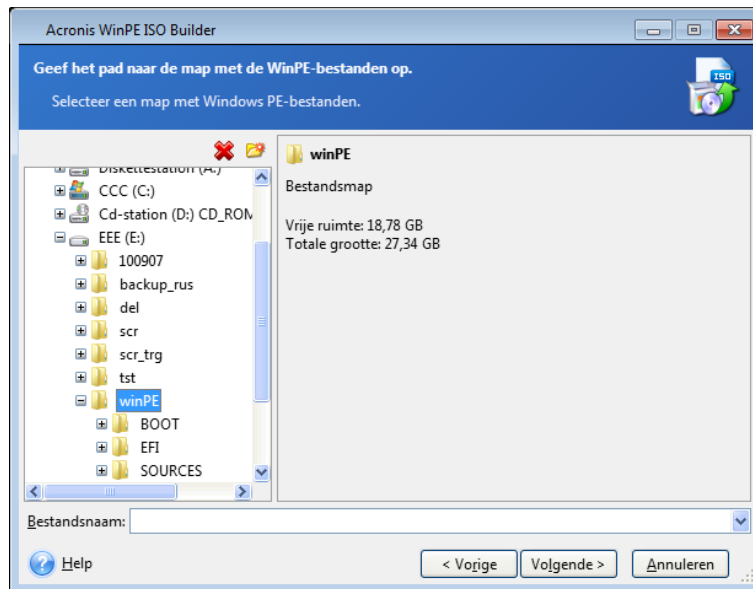 Acronis WinPE ISO Builder
Geef het pad naar de map met de WinPE-bestanden op.
Selecteer een map met Windows PE-bestanden.
ISO
Diskettestation (A:)
CCC (C:)
Cd-station (D:) CD_ROM
EEE (E:)
100907
backup_rus
del
scr
scr_trg
tst
winPE
BOOT
EFI
SOURCES
winPE
Bestandsmap
Vrije ruimte: 18,78 GB
Totale grootte: 27,34 GB
Bestandsnaam:
Help
< Vorige
Volgende >
Annuleren